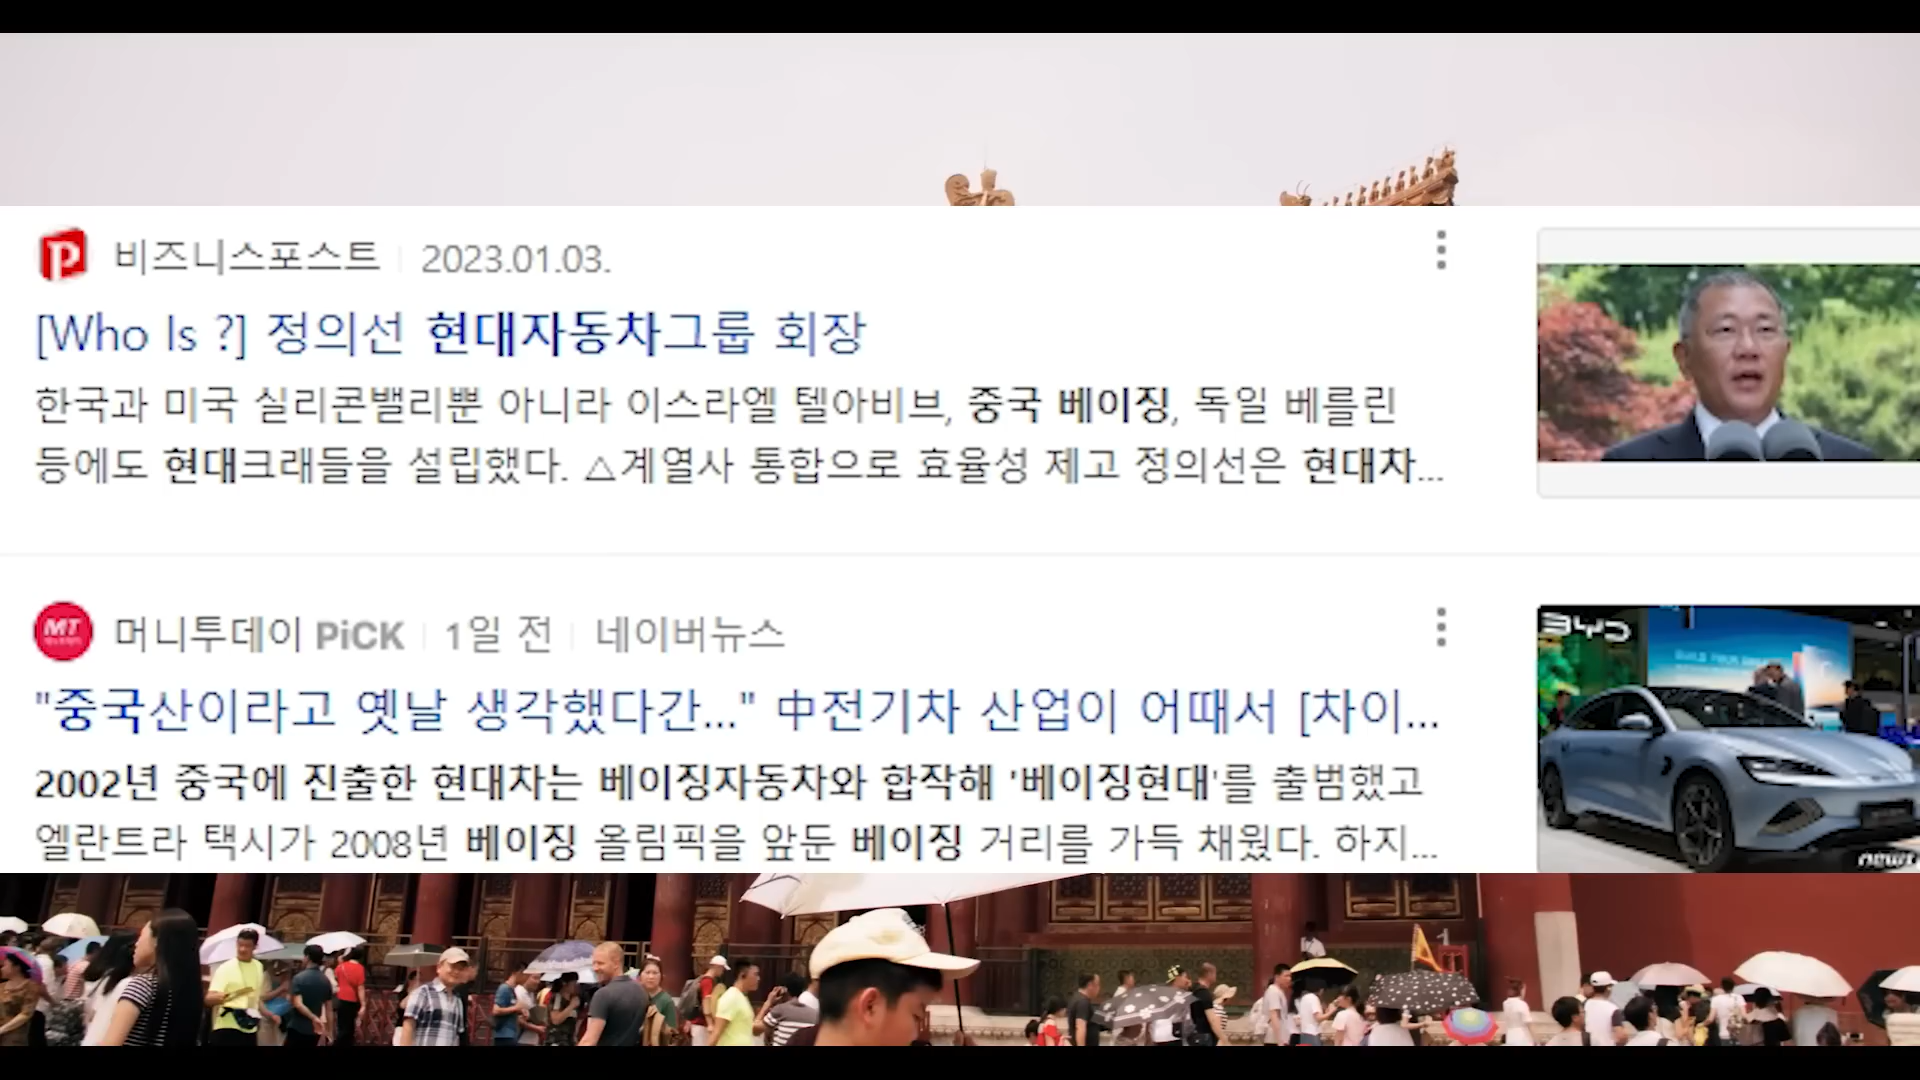 비즈니스포스트 2023.01.03.
[Who Is ?] 정의선 현대자동차그룹 회장
한국과 미국 실리콘밸리뿐 아니라 이스라엘 텔아비브, 중국 베이징, 독일 베를린
등에도 현대크래들을 설립했다. △계열사 통합으로 효율성 제고 정의선은 현대차...
MT 머니투데이 PiCK 1일 전 네이버뉴스
"중국산이라고 옛날 생각했다간..." 中전기차 산업이 어때서 [차이...
2002년 중국에 진출한 현대차는 베이징자동차와 합작해 '베이징현대'를 출범했고
엘란트라 택시가 2008년 베이징 올림픽을 앞둔 베이징 거리를 가득 채웠다. 하지...
BYD